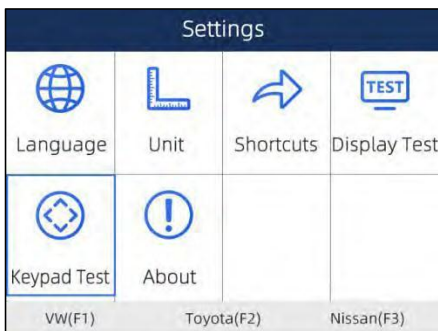 Settings
TEST
Language Unit Shortcuts Display Test
Keypad Test About
VW(F1) Toyota(F2) Nissan(F3)